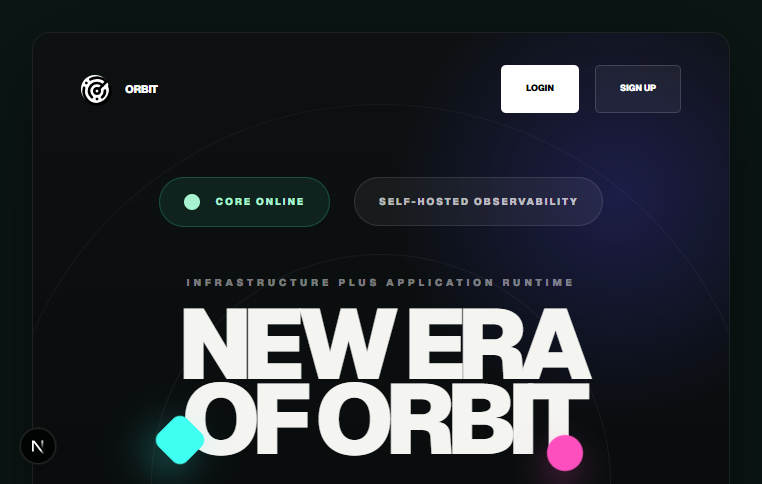 ORBIT
LOGIN
SIGN UP
CORE ONLINE
SELF-HOSTED OBSERVABILITY
INFRASTRUCTURE PLUS APPLICATION RUNTIME
NEW ERA
OF ORBIT
N